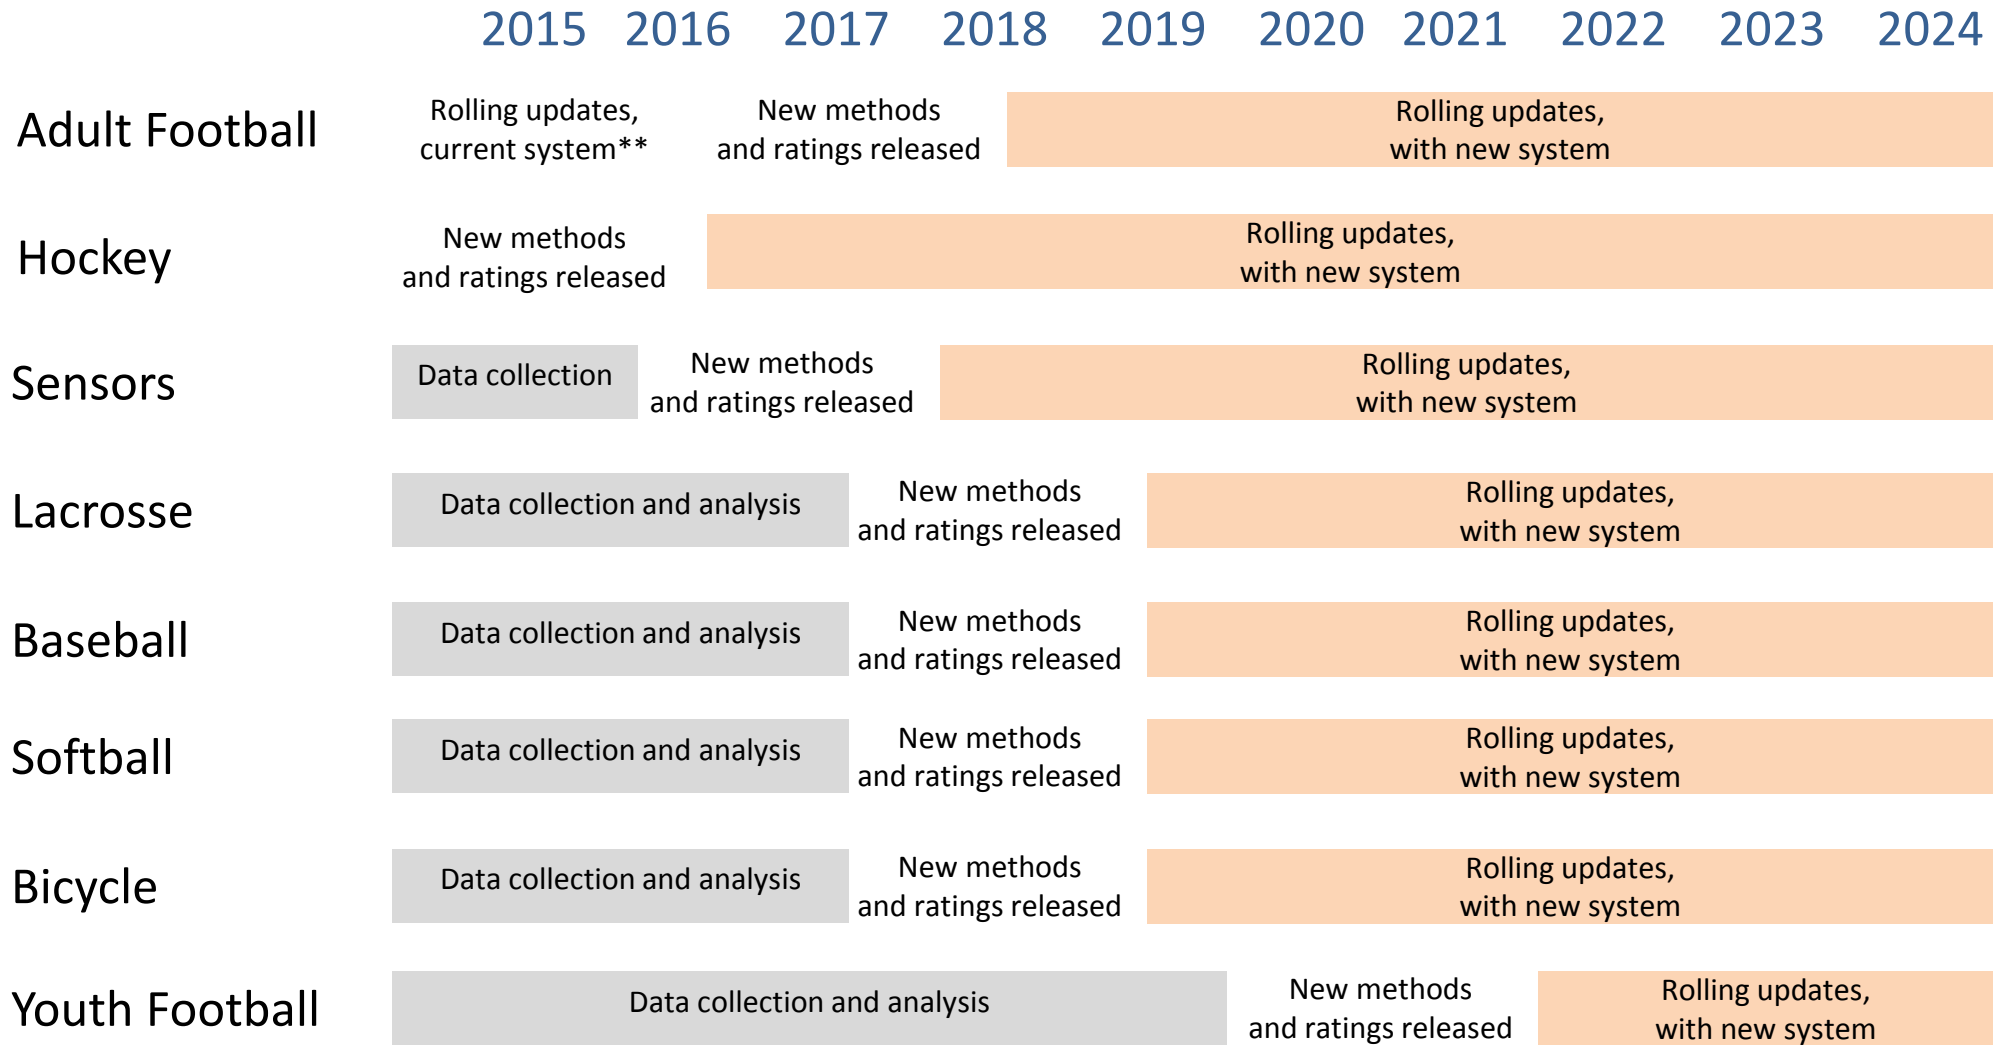 2015 2016 2017 2018 2019 2020 2021 2022 2023 2024
Adult Football
Rolling updates,
current system**
New methods
and ratings released
Rolling updates,
with new system
Hockey
New methods
and ratings released
Rolling updates,
with new system
Sensors
Data collection
New methods
and ratings released
Rolling updates,
with new system
Lacrosse
Data collection and analysis
New methods
and ratings released
Rolling updates,
with new system
Baseball
Data collection and analysis
New methods
and ratings released
Rolling updates,
with new system
Softball
Data collection and analysis
New methods
and ratings released
Rolling updates,
with new system
Bicycle
Data collection and analysis
New methods
and ratings released
Rolling updates,
with new system
Youth Football
Data collection and analysis
New methods
and ratings released
Rolling updates,
with new system